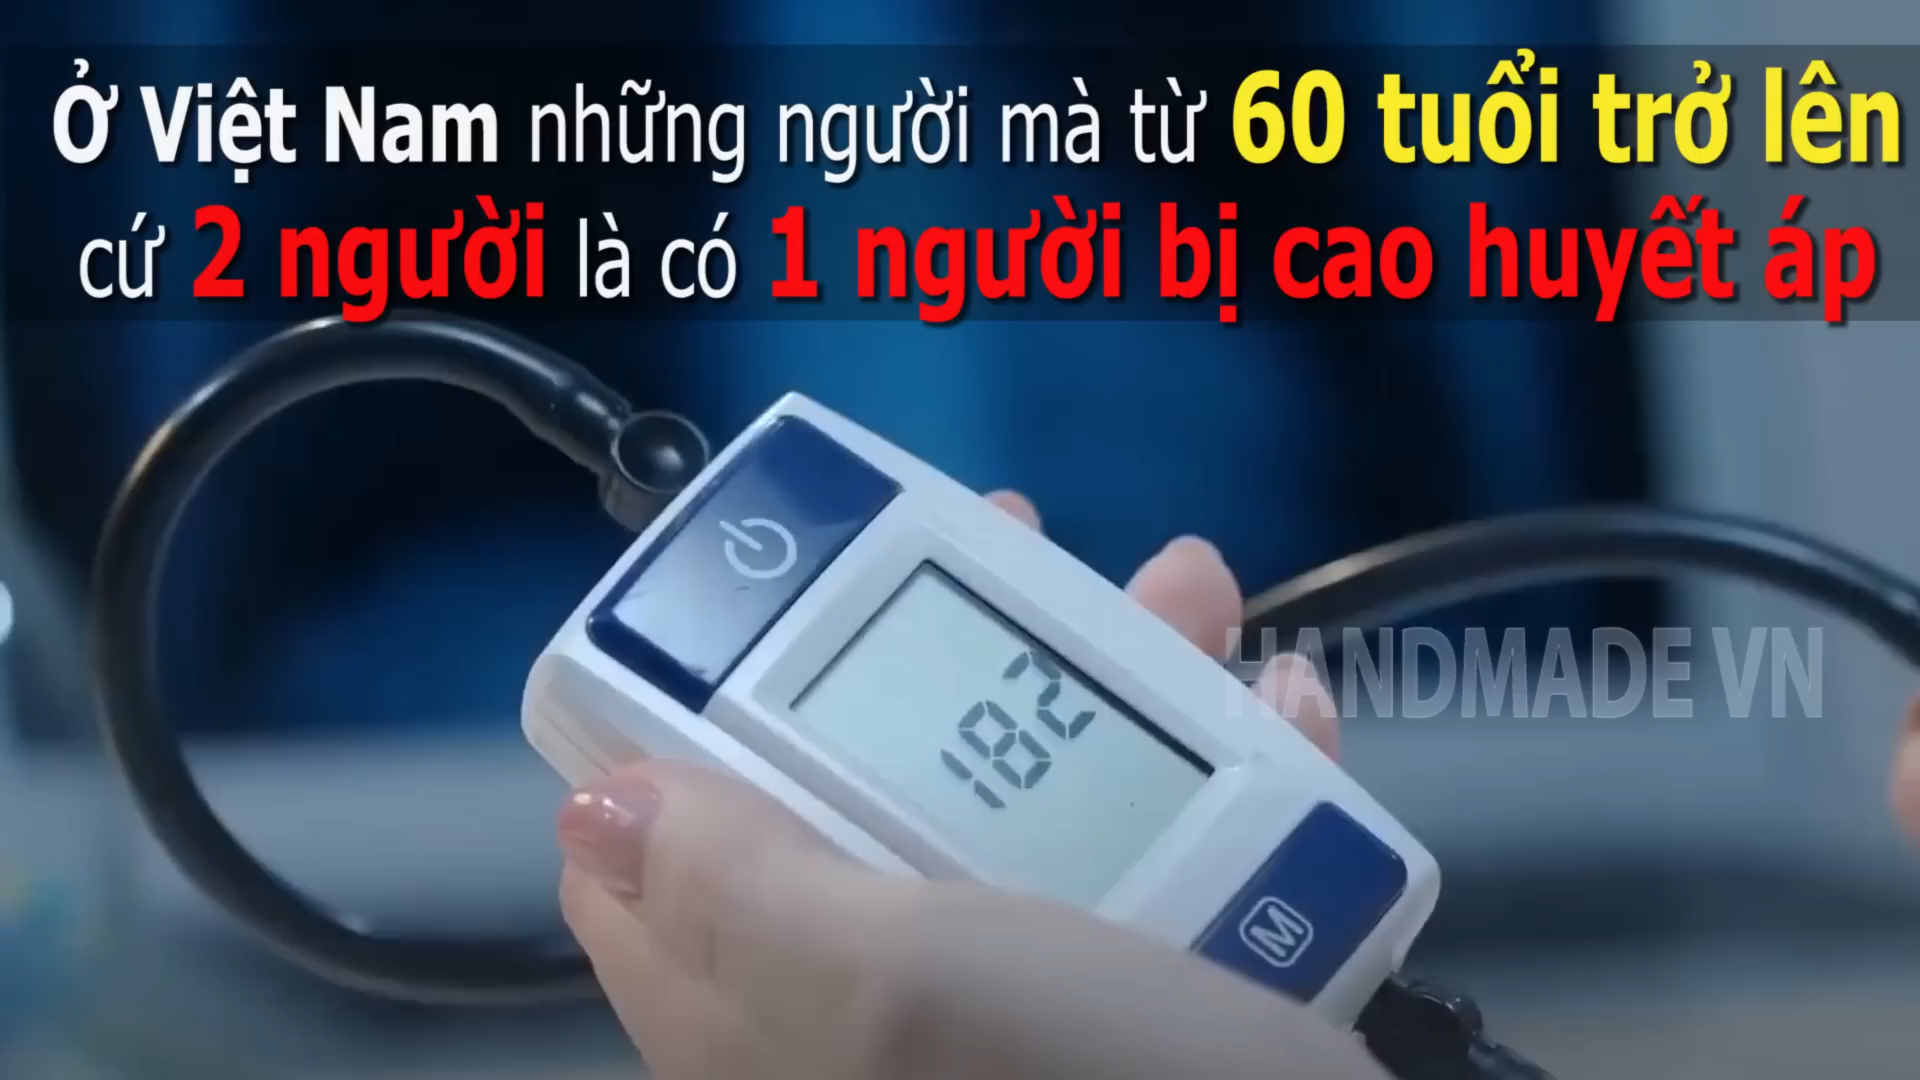 Ở Việt Nam những người mà từ 60 tuổi trở lên
cứ 2 người là có 1 người bị cao huyết áp
HANDMADE VN
182
M